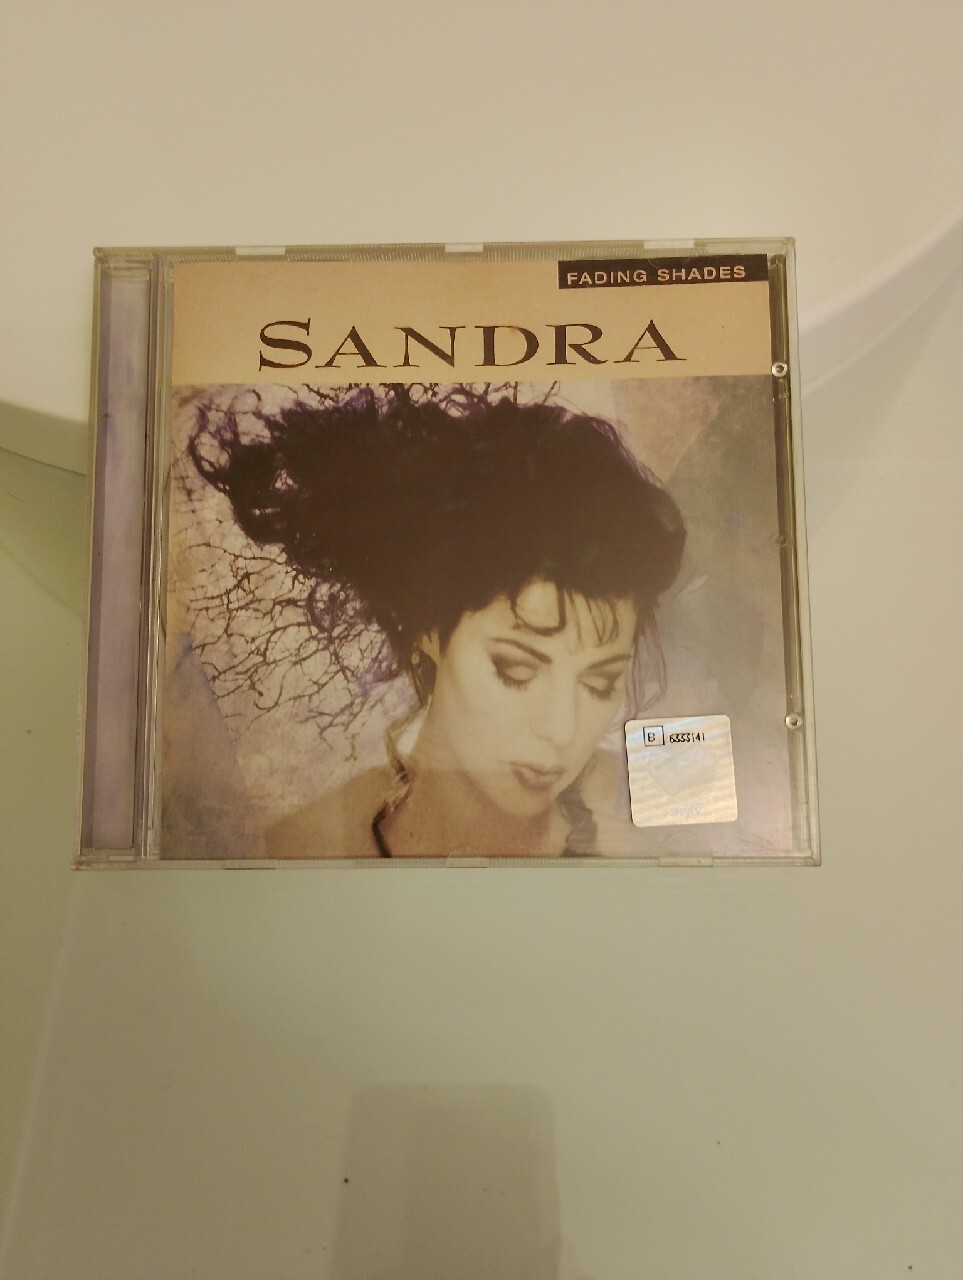 FADING SHADES
SANDRA
B 6333141